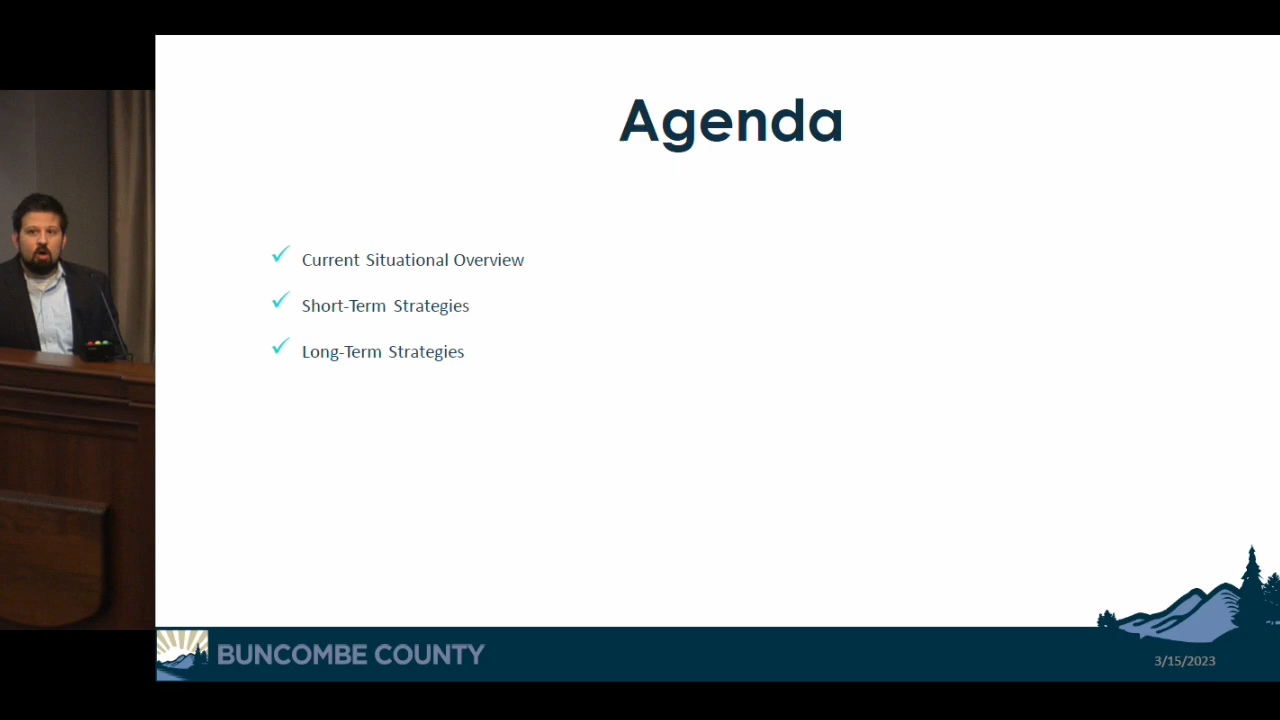 Agenda
Current Situational Overview
Short-Term Strategies
Long-Term Strategies
BUNCOMBE COUNTY
3/15/2023